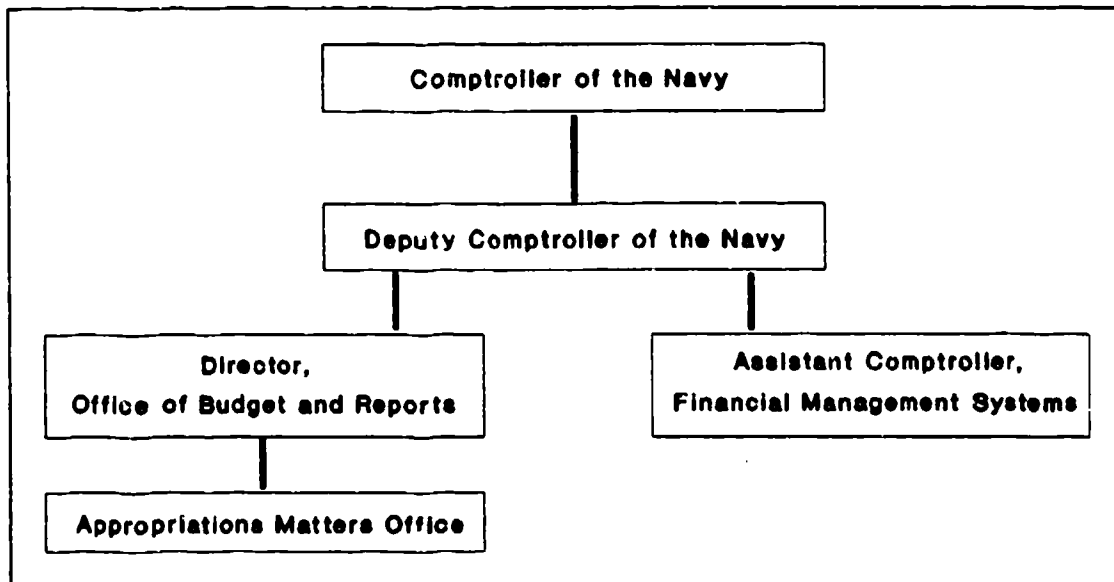 Comptroller of the Navy
Deputy Comptroller of the Navy
Director,
Office of Budget and Reports
Assistant Comptroller,
Financial Management Systems
Appropriations Matters Office